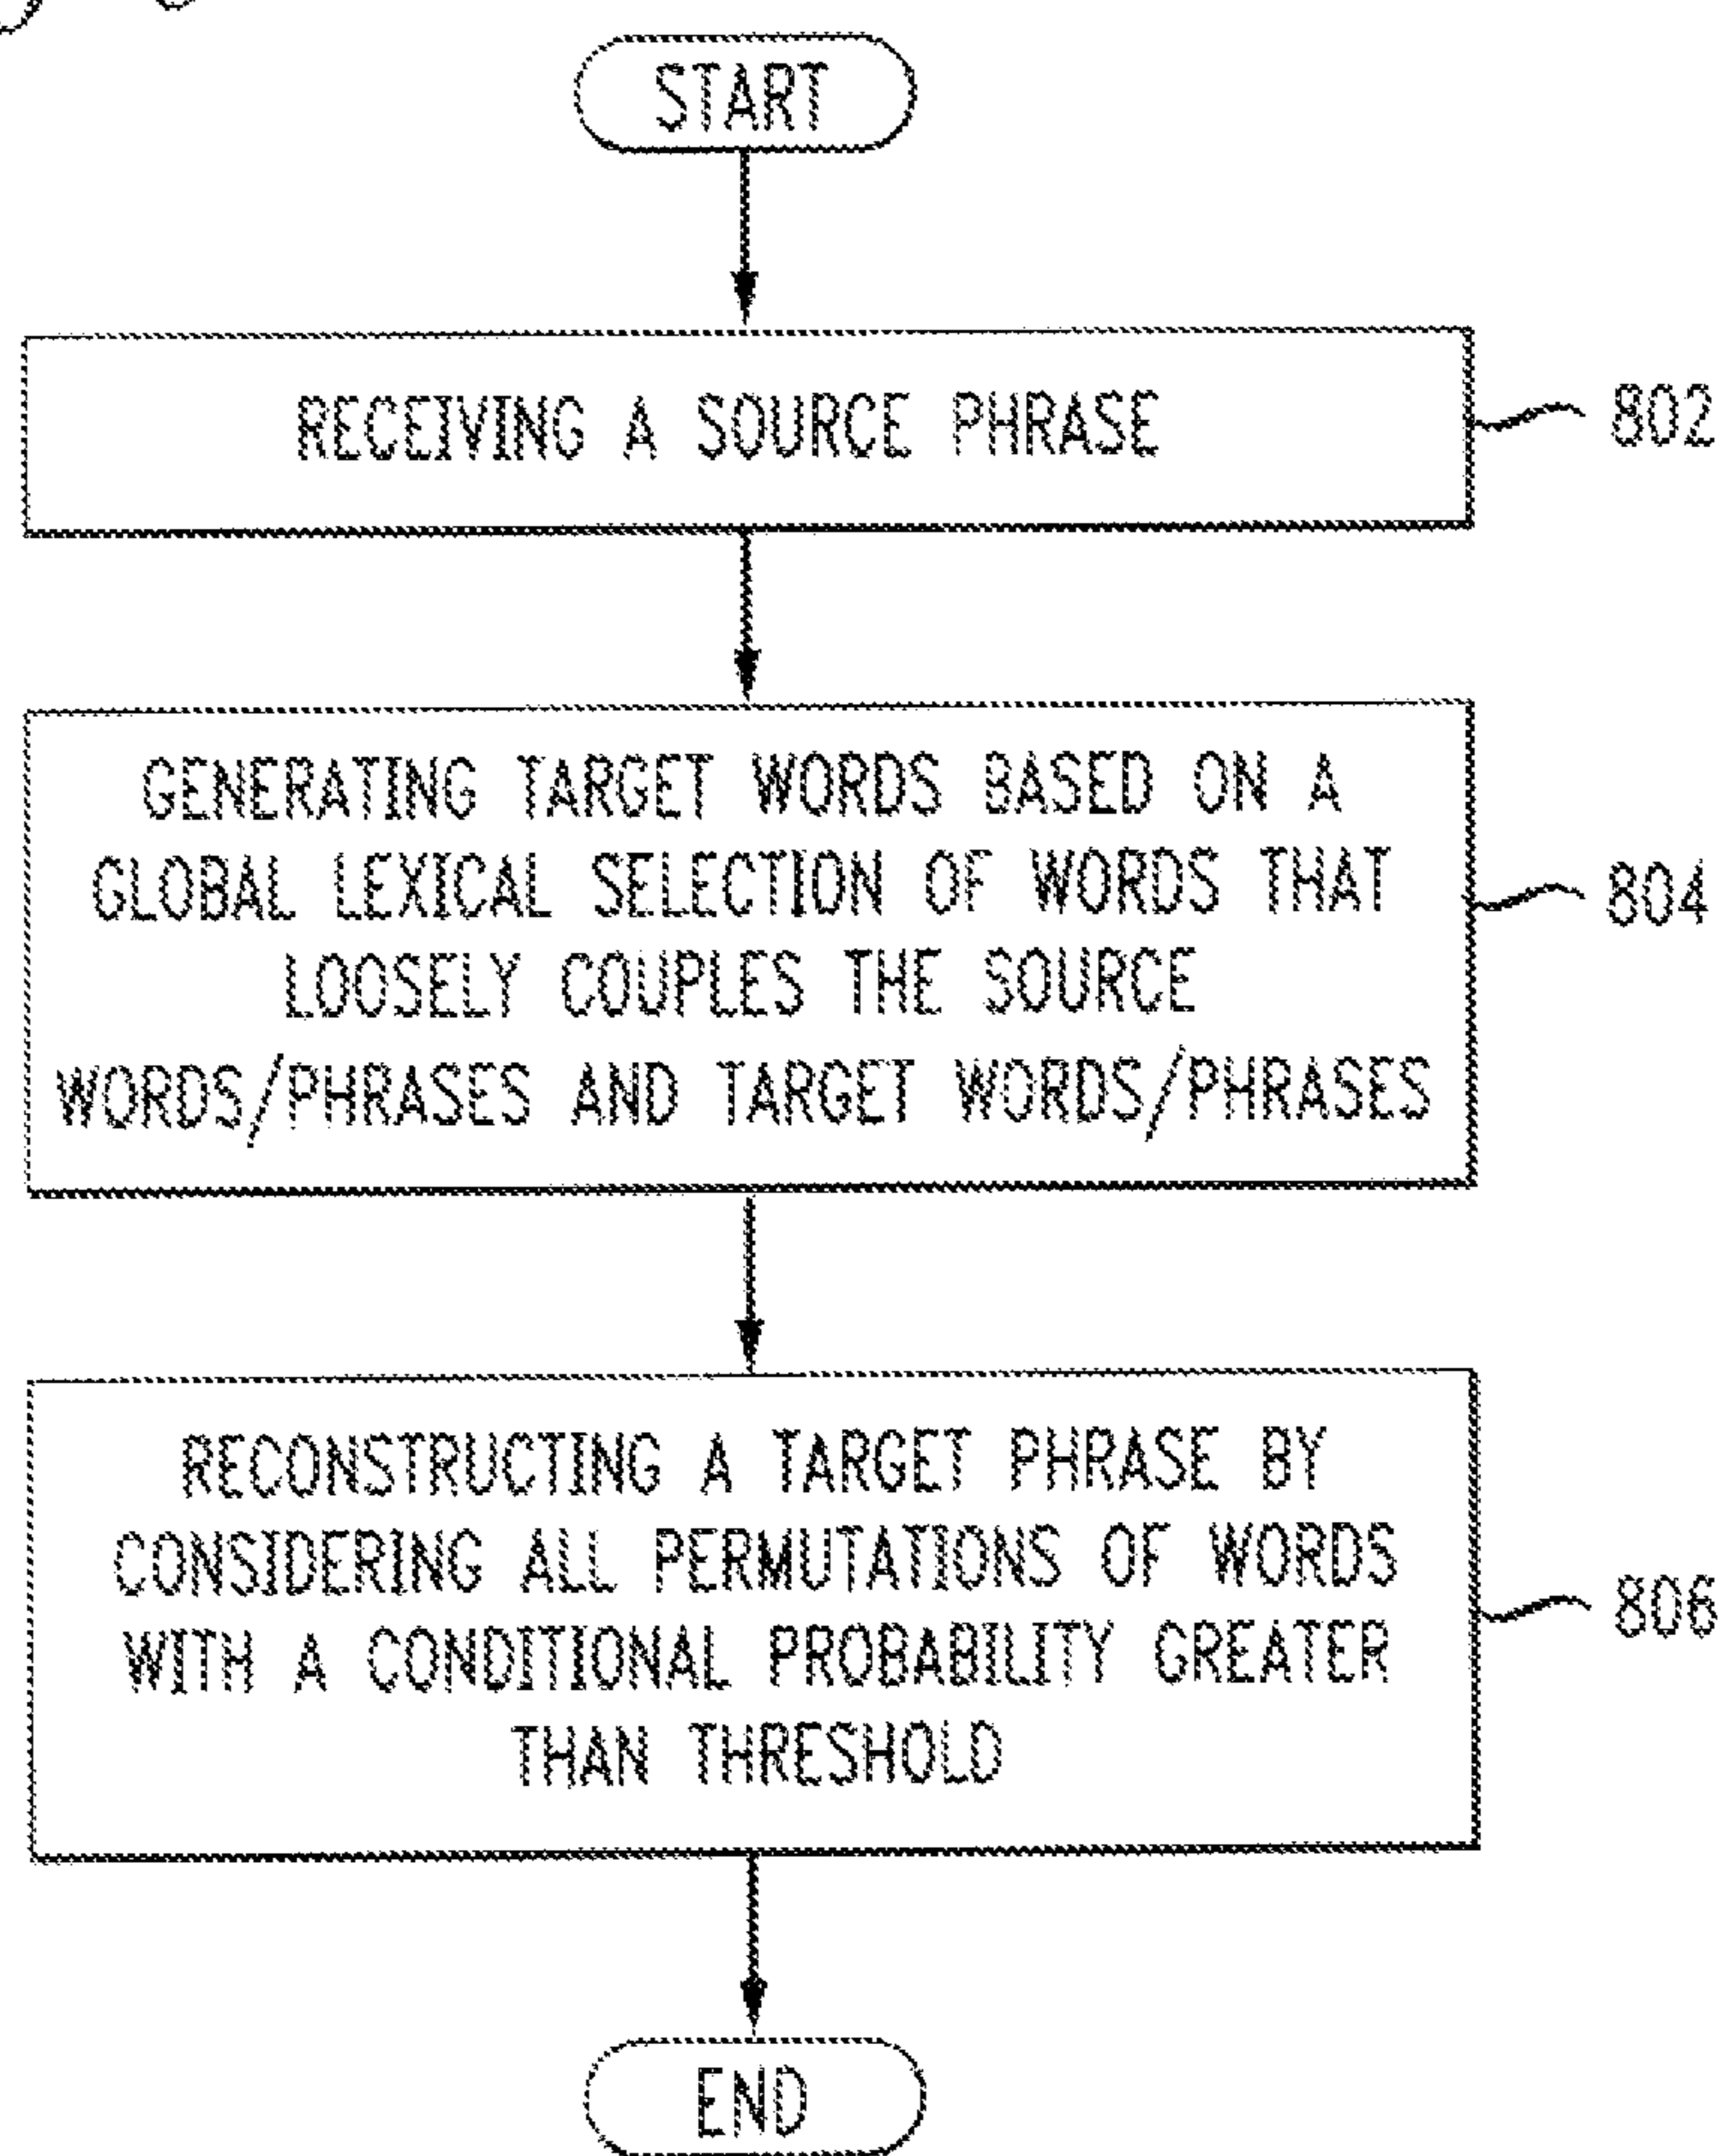 START
RECEIVING A SOURCE PHRASE
802
GENERATING TARGET WORDS BASED ON A
GLOBAL LEXICAL SELECTION OF WORDS THAT
LOOSELY COUPLES THE SOURCE
WORDS/PHRASES AND TARGET WORDS/PHRASES
804
RECONSTRUCTING A TARGET PHRASE BY
CONSIDERING ALL PERMUTATIONS OF WORDS
WITH A CONDITIONAL PROBABILITY GREATER
THAN THRESHOLD
806
END